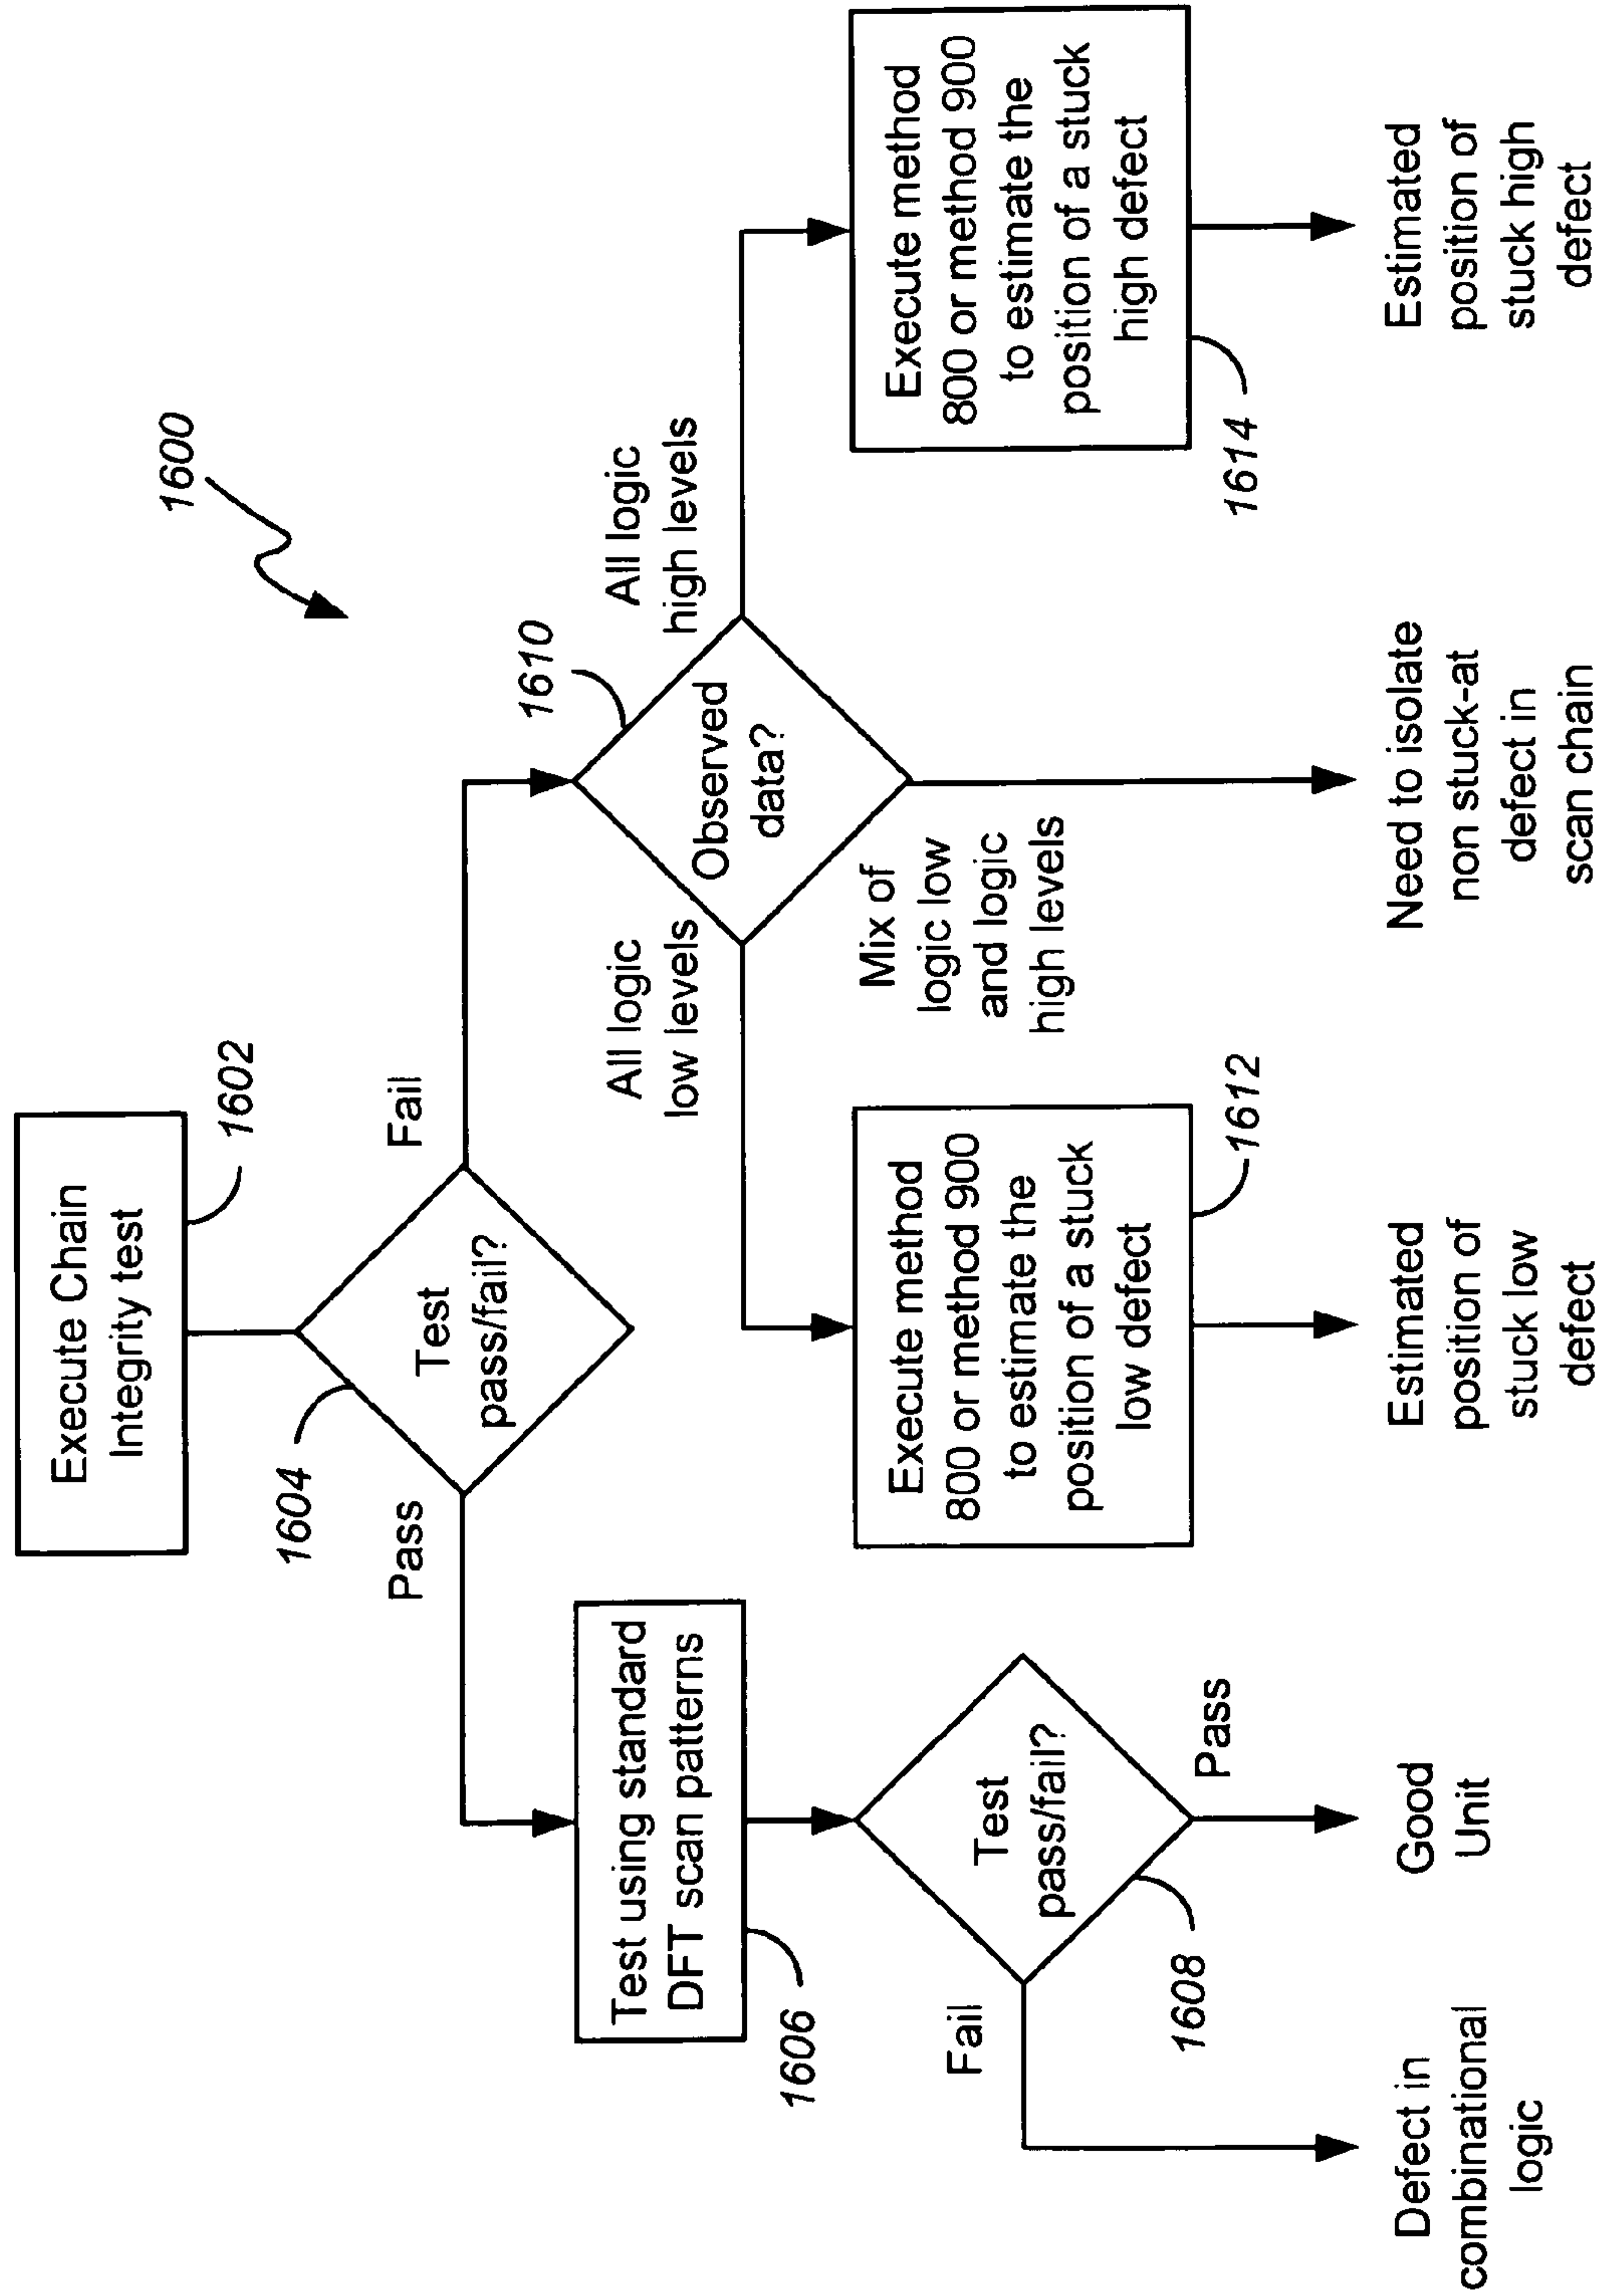 1600
Execute Chain
Integrity test
1602
1604
Test
pass/fail?
Pass
Fail
Test using standard
DFT scan patterns
1606
Test
pass/fail?
1608
Fail
Pass
Defect in
combinational
logic
Good
Unit
1610
Observed
data?
All logic
low levels
All logic
high levels
Mix of
logic low
and logic
high levels
Execute method
800 or method 900
to estimate the
position of a stuck
low defect
1612
Estimated
position of
stuck low
defect
Need to isolate
non stuck-at
defect in
scan chain
Execute method
800 or method 900
to estimate the
position of a stuck
high defect
1614
Estimated
position of
stuck high
defect